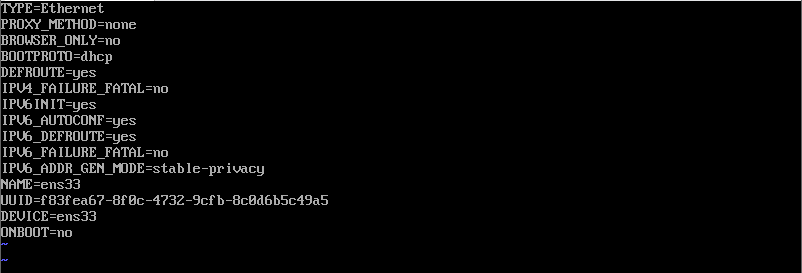 TYPE=Ethernet
PROXY_METHOD=none
BROWSER_ONLY=no
BOOTPROTO=dhcp
DEFROUTE=yes
IPV4_FAILURE_FATAL=no
IPV6INIT=yes
IPV6_AUTOCONF=yes
IPV6_DEFROUTE=yes
IPV6_FAILURE_FATAL=no
IPV6_ADDR_GEN_MODE=stable-privacy
NAME=ens33
UUID=f83fea67-8f0c-4732-9cfb-8c0d6b5c49a5
DEVICE=ens33
ONBOOT=no
~
~